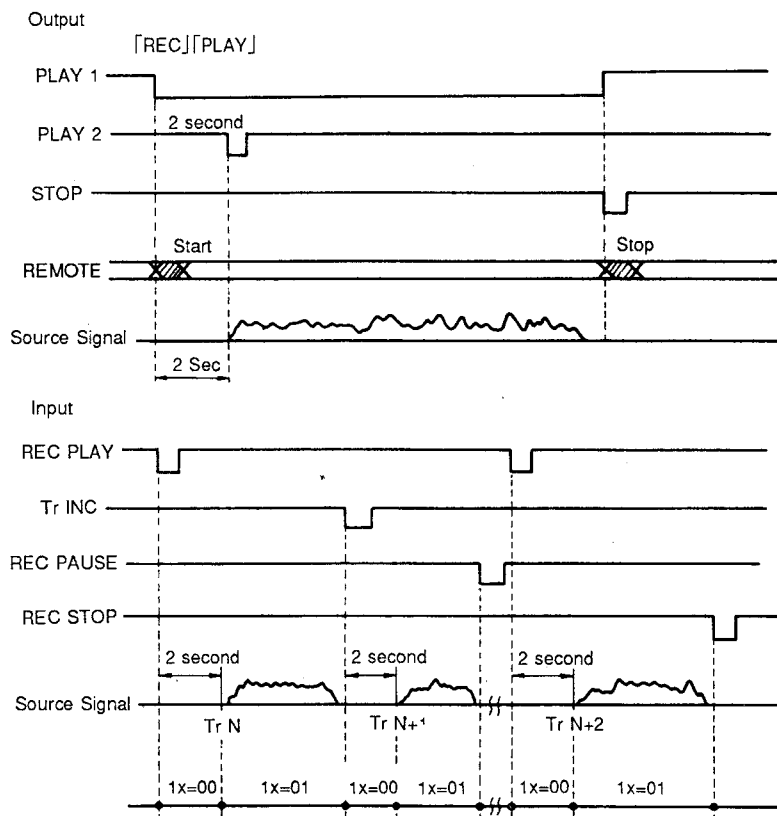 Output
「REC」「PLAY」
PLAY 1
2 second
PLAY 2
STOP
Start
Stop
REMOTE
Source Signal
2 Sec
Input
REC PLAY
Tr INC
REC PAUSE
REC STOP
2 second 2 second 2 second
Source Signal
Tr N Tr N+1 Tr N+2
1x=00 1x=01 1x=00 1x=01 1x=00 1x=01